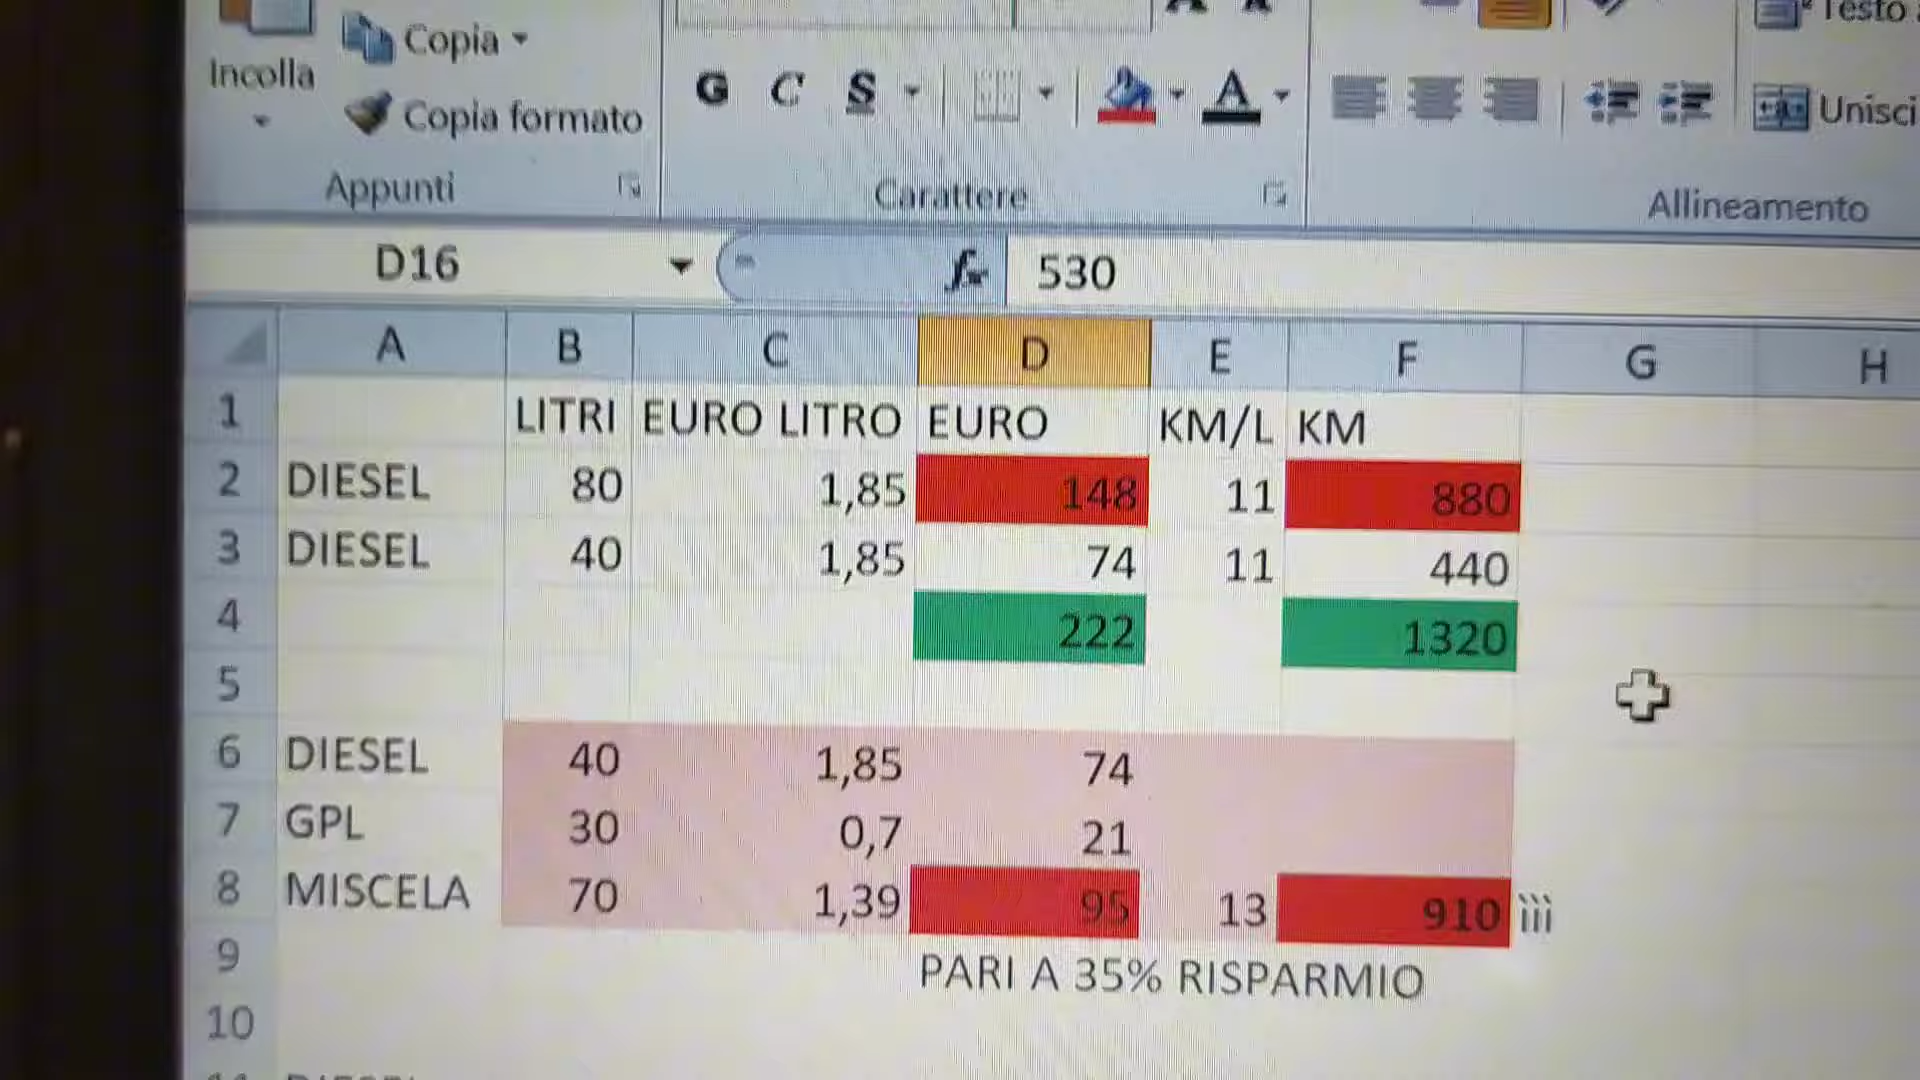 Testo
Copia
Incolla
G C S A
Unisci
Copia formato
Appunti
Carattere
Allineamento
D16 fx 530
A B C D E F G H
1 LITRI EURO LITRO EURO KM/L KM
2 DIESEL 80 1,85 148 11 880
3 DIESEL 40 1,85 74 11 440
4 222 1320
5
6 DIESEL 40 1,85 74
7 GPL 30 0,7 21
8 MISCELA 70 1,39 95 13 910 ììì
9 PARI A 35% RISPARMIO
10